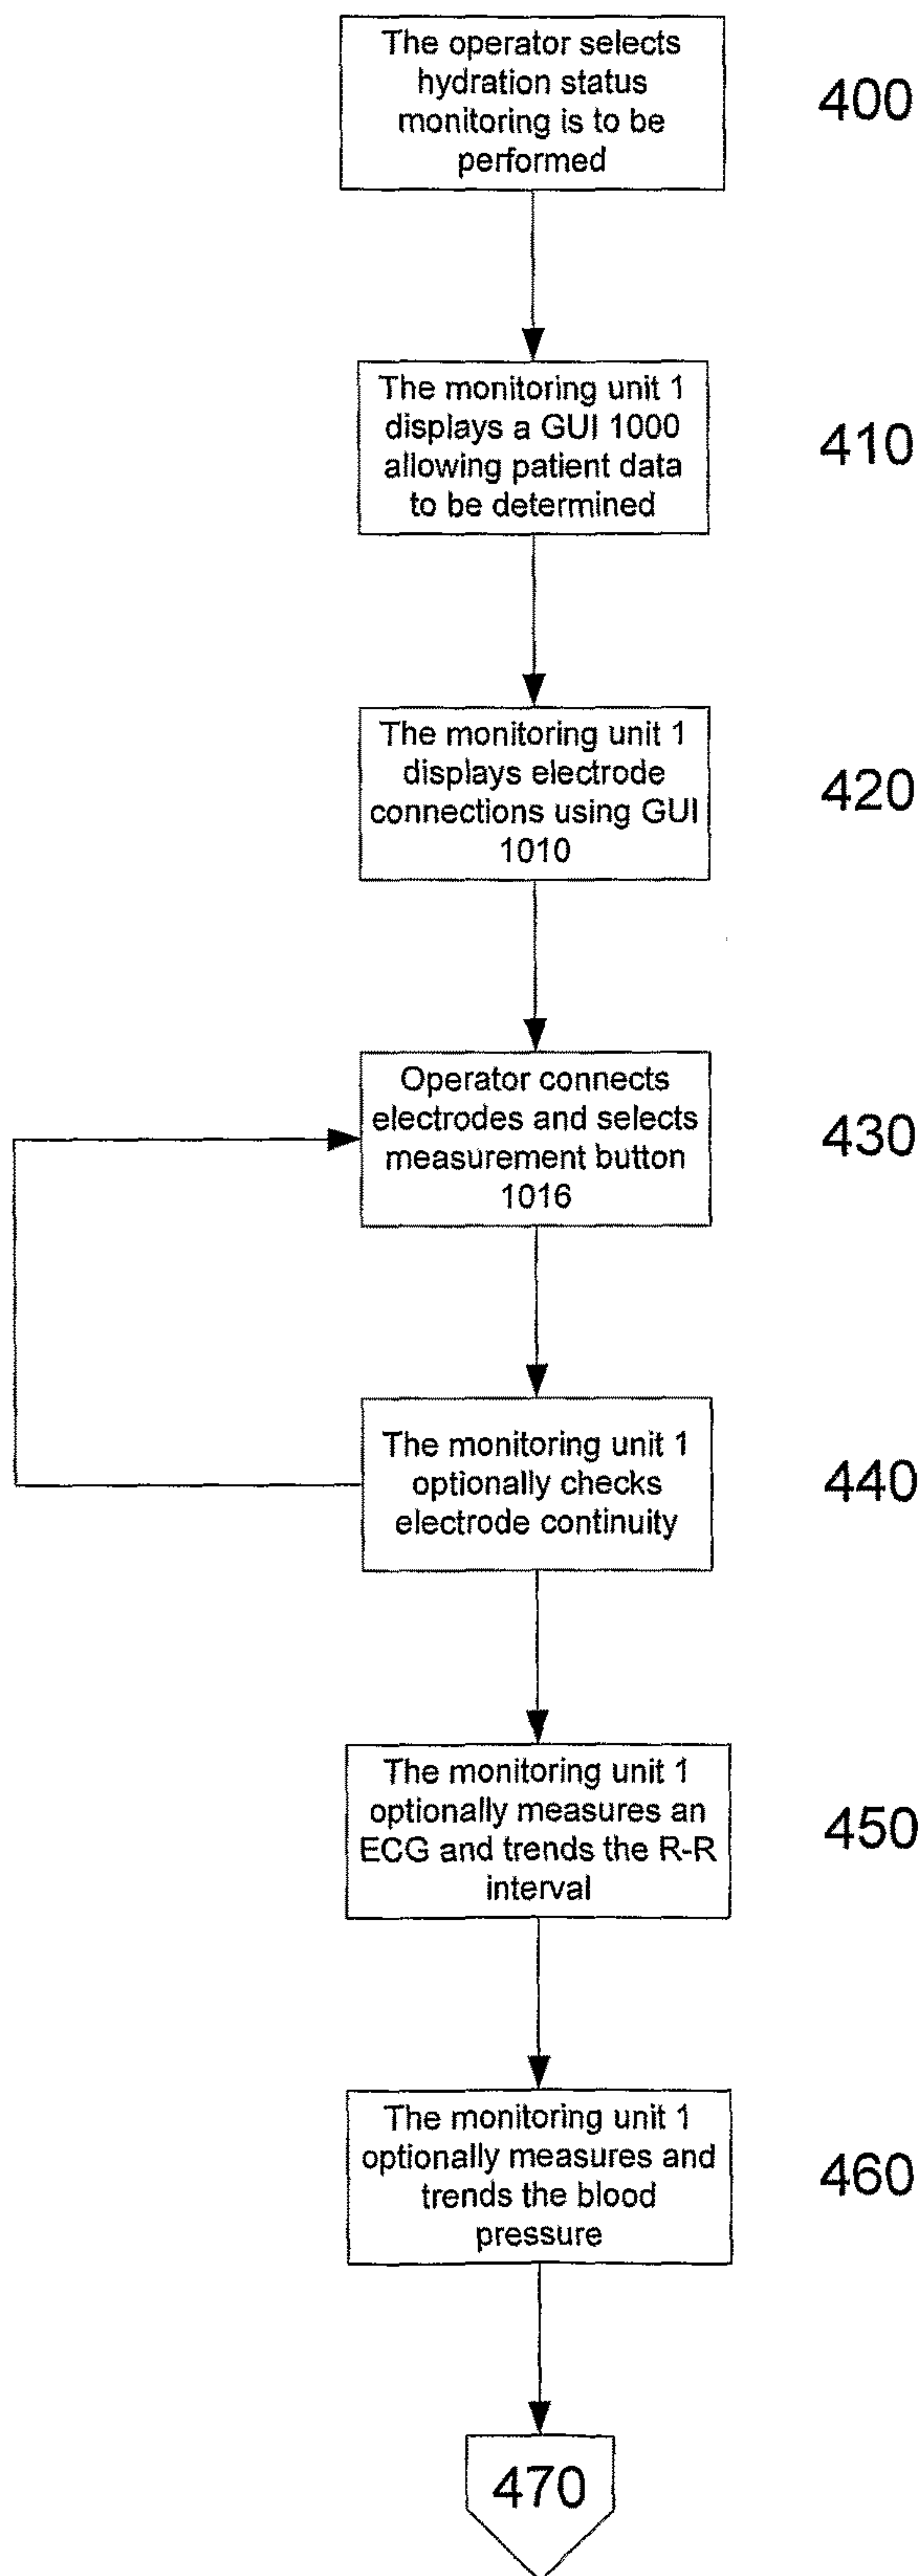 The operator selects
hydration status
monitoring is to be
performed
400
The monitoring unit 1
displays a GUI 1000
allowing patient data
to be determined
410
The monitoring unit 1
displays electrode
connections using GUI
1010
420
Operator connects
electrodes and selects
measurement button
1016
430
The monitoring unit 1
optionally checks
electrode continuity
440
The monitoring unit 1
optionally measures an
ECG and trends the R-R
interval
450
The monitoring unit 1
optionally measures and
trends the blood
pressure
460
470